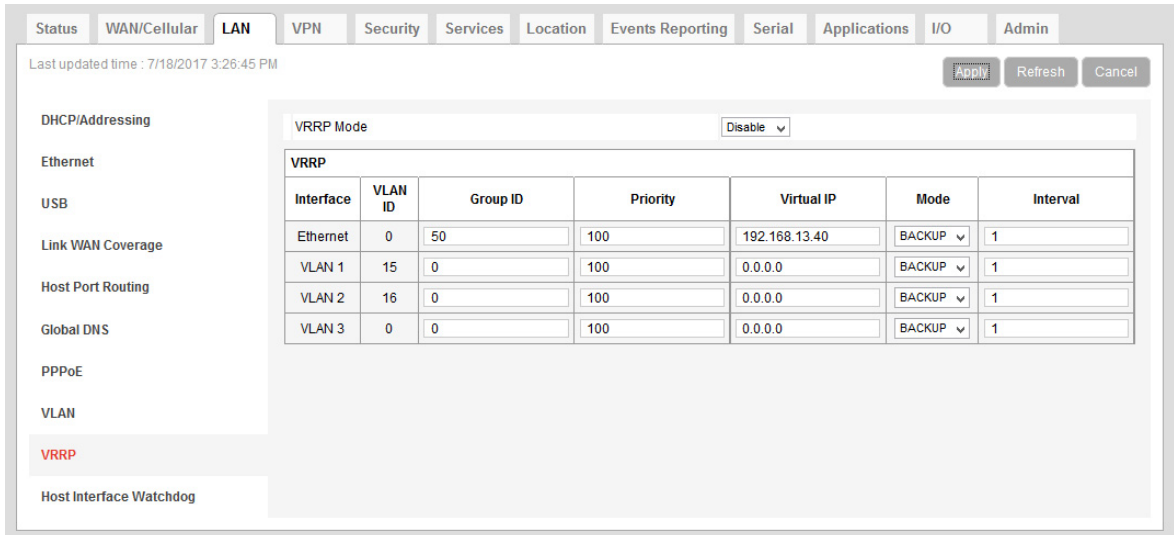 Status WAN/Cellular LAN VPN Security Services Location Events Reporting Serial Applications I/O Admin
Last updated time : 7/18/2017 3:26:45 PM
Apply Refresh Cancel
DHCP/Addressing
Ethernet
USB
Link WAN Coverage
Host Port Routing
Global DNS
PPPoE
VLAN
VRRP
Host Interface Watchdog
VRRP Mode Disable
VRRP
Interface VLAN ID Group ID Priority Virtual IP Mode Interval
Ethernet 0 50 100 192.168.13.40 BACKUP 1
VLAN 1 15 0 100 0.0.0.0 BACKUP 1
VLAN 2 16 0 100 0.0.0.0 BACKUP 1
VLAN 3 0 0 100 0.0.0.0 BACKUP 1